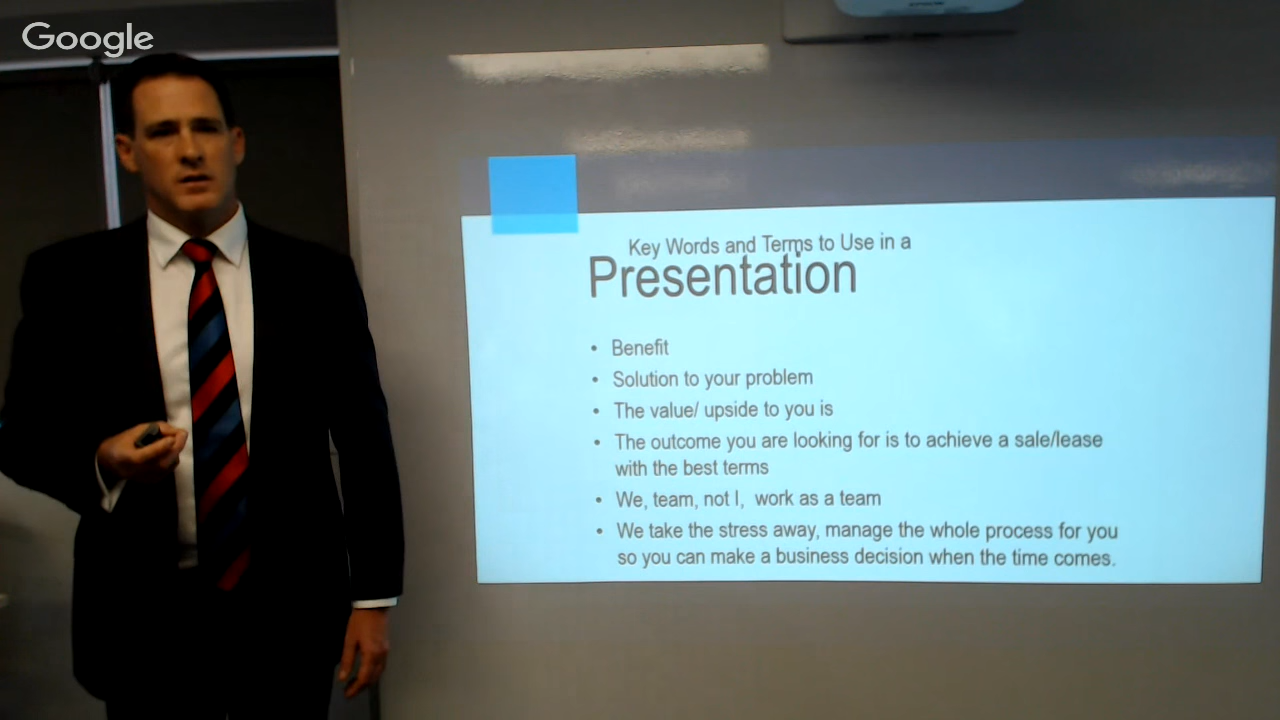 Google
Key Words and Terms to Use in a
Presentation
• Benefit
• Solution to your problem
• The value/ upside to you is
• The outcome you are looking for is to achieve a sale/lease
with the best terms
• We, team, not I, work as a team
• We take the stress away, manage the whole process for you
so you can make a business decision when the time comes.